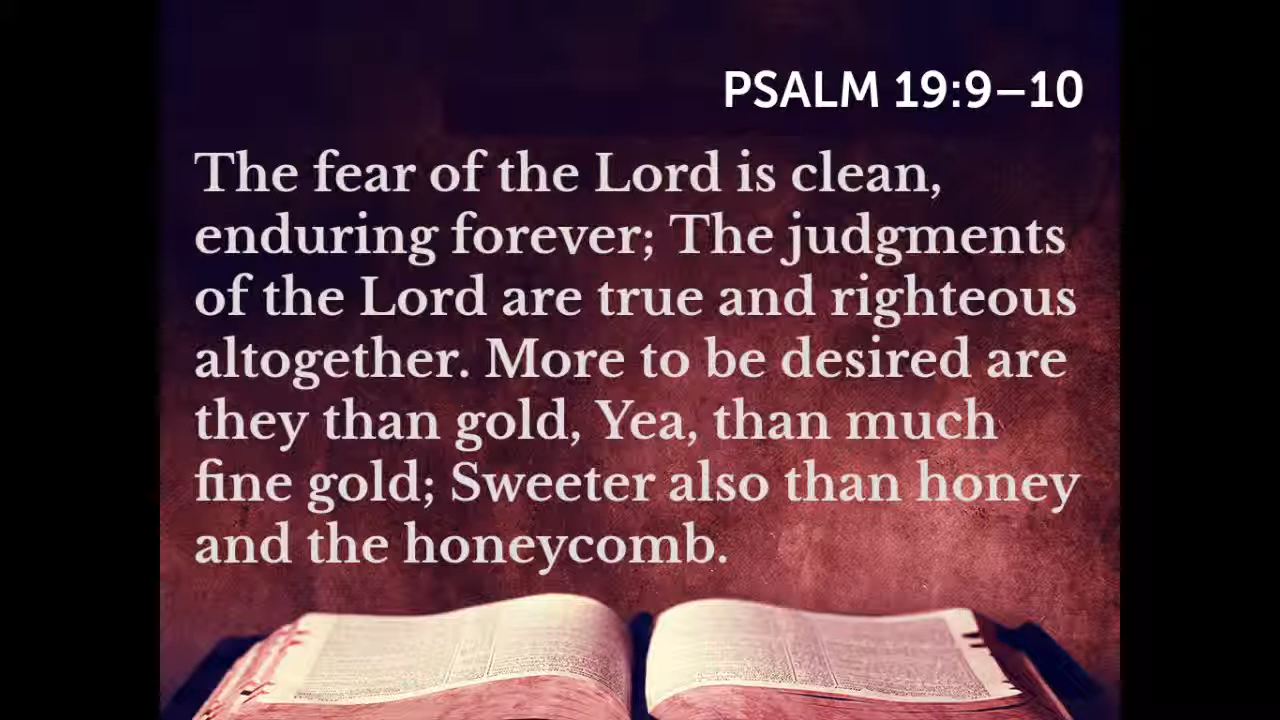 PSALM 19:9–10
The fear of the Lord is clean,
enduring forever; The judgments
of the Lord are true and righteous
altogether. More to be desired are
they than gold, Yea, than much
fine gold; Sweeter also than honey
and the honeycomb.